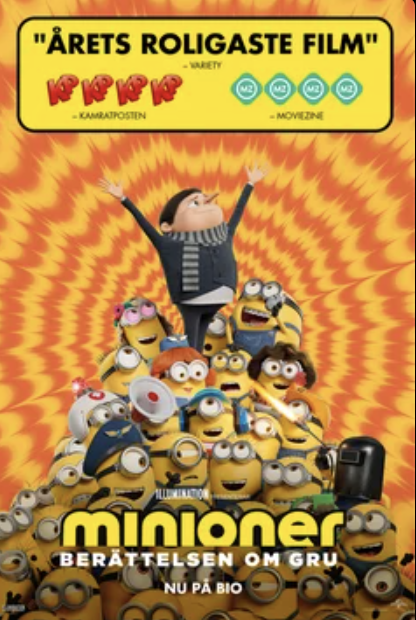 "ÅRETS ROLIGASTE FILM"
– VARIETY
KP KP KP KP
MZ MZ MZ MZ
– KAMRATPOSTEN
– MOVIEZINE
ILLUMINATION
minioner
BERÄTTELSEN OM GRU
NU PÅ BIO